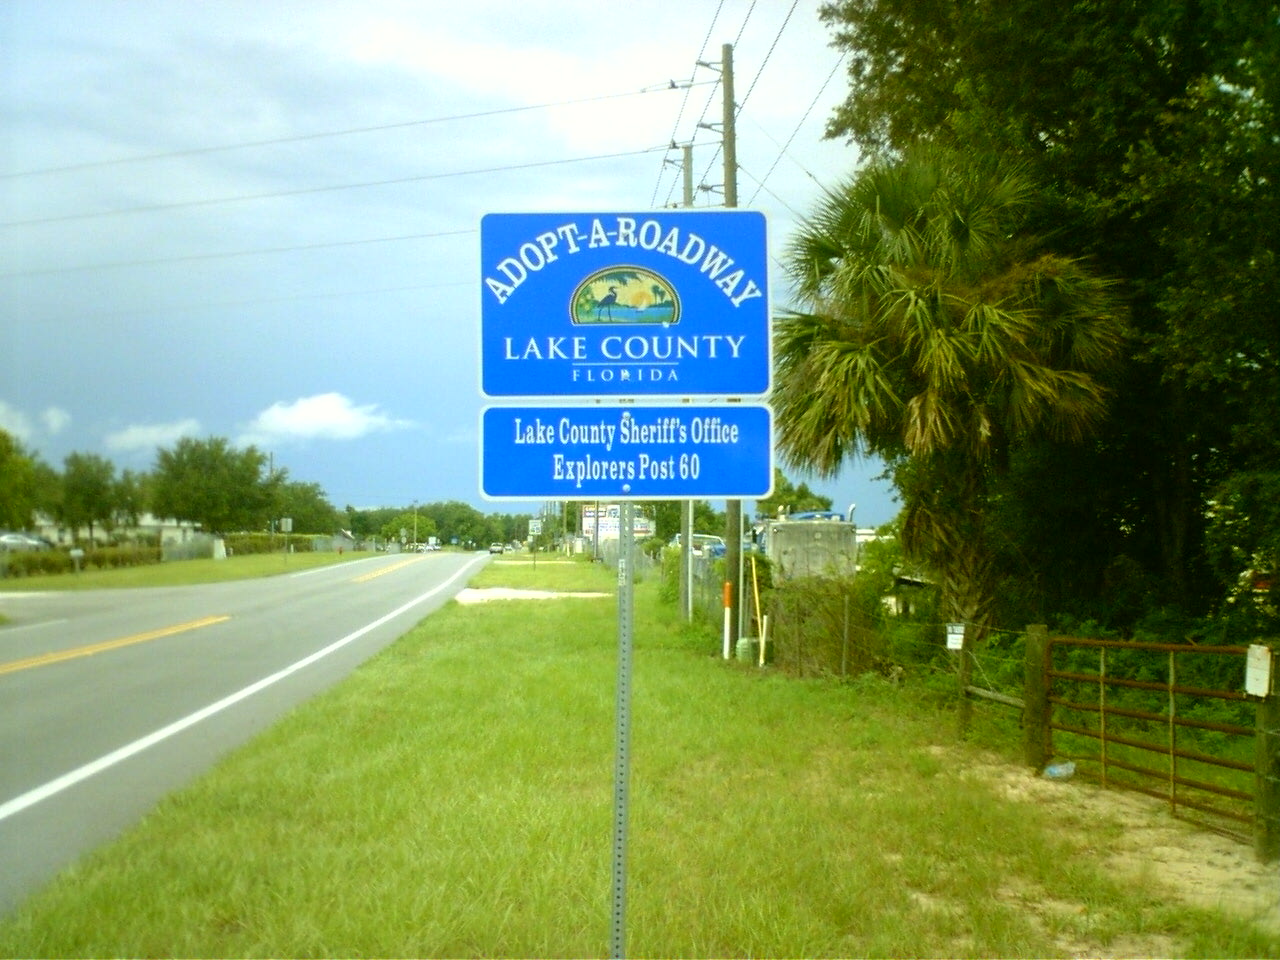 ADOPT-A-ROADWAY
LAKE COUNTY
FLORIDA
Lake County Sheriff's Office
Explorers Post 60